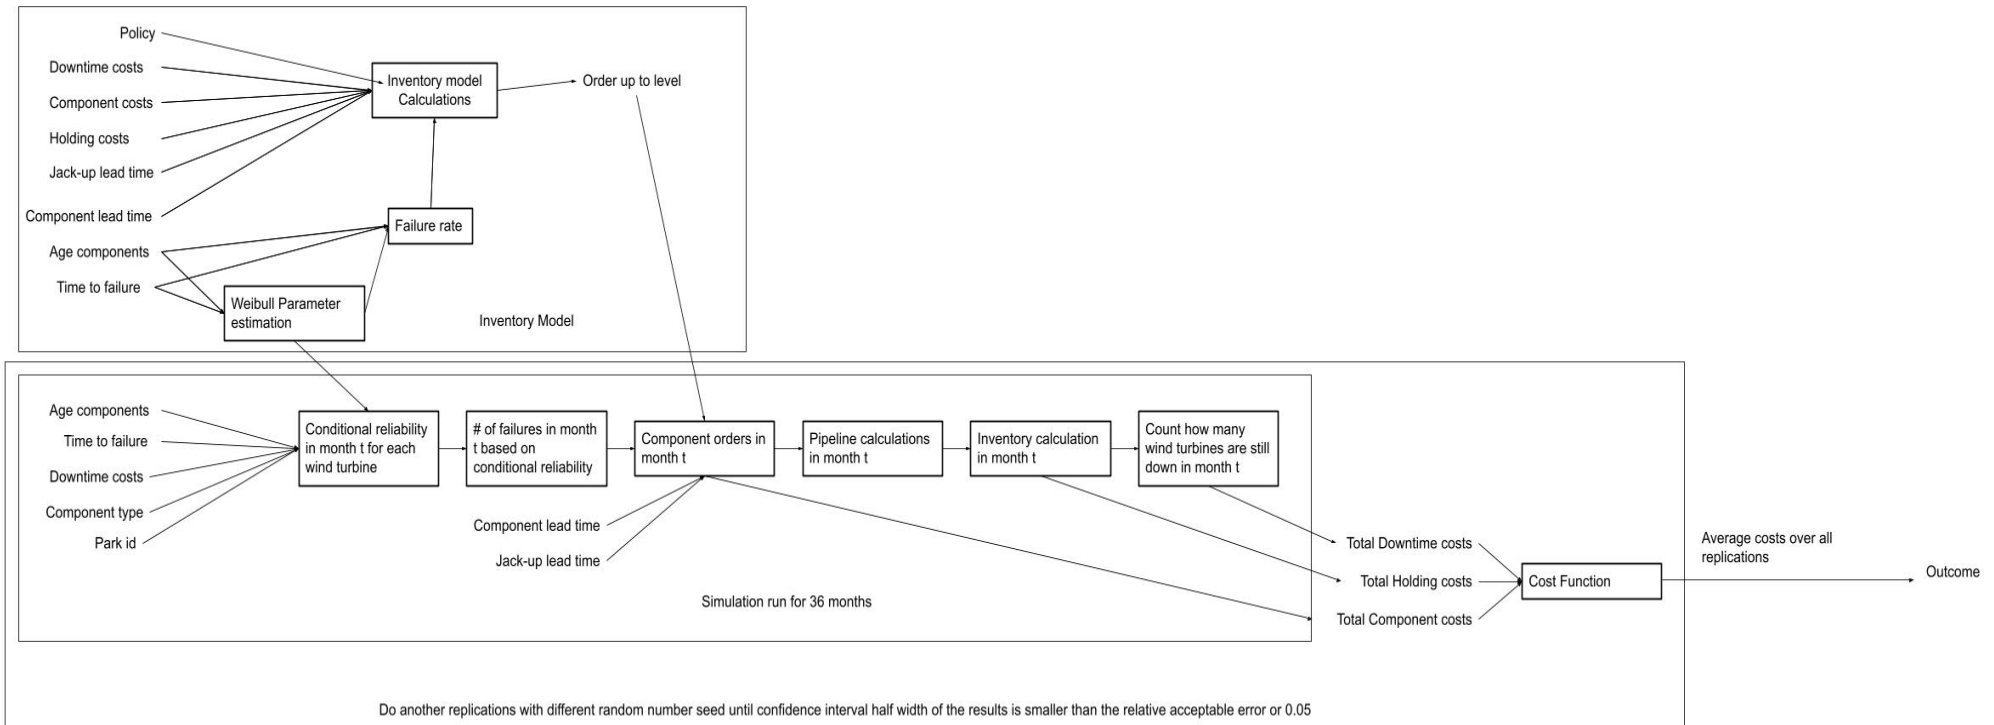 Policy
Downtime costs
Component costs
Holding costs
Jack-up lead time
Component lead time
Age components
Time to failure
Inventory model
Calculations
Order up to level
Failure rate
Weibull Parameter
estimation
Inventory Model
Age components
Time to failure
Downtime costs
Component type
Park id
Conditional reliability
in month t for each
wind turbine
# of failures in month
t based on
conditional reliability
Component orders in
month t
Pipeline calculations
in month t
Inventory calculation
in month t
Count how many
wind turbines are still
down in month t
Component lead time
Jack-up lead time
Simulation run for 36 months
Total Downtime costs
Total Holding costs
Total Component costs
Cost Function
Average costs over all
replications
Outcome
Do another replications with different random number seed until confidence interval half width of the results is smaller than the relative acceptable error or 0.05